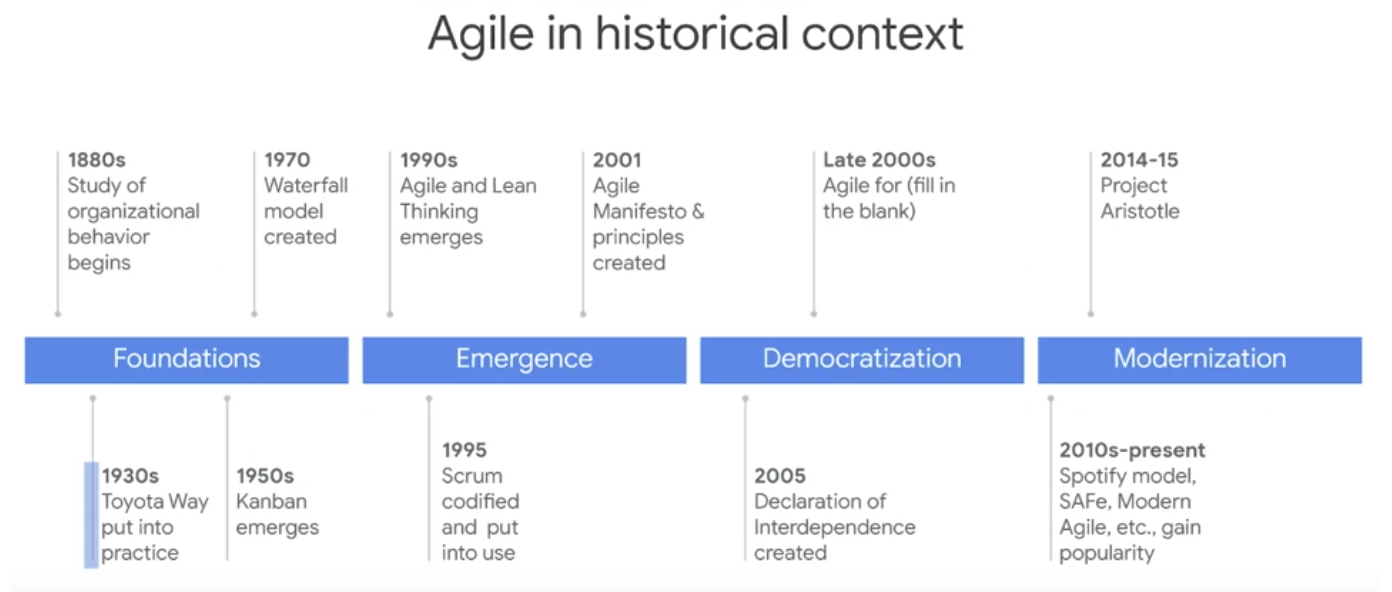 Agile in historical context
1880s
Study of
organizational
behavior
begins
1970
Waterfall
model
created
1990s
Agile and Lean
Thinking
emerges
2001
Agile
Manifesto &
principles
created
Late 2000s
Agile for (fill in
the blank)
2014-15
Project
Aristotle
Foundations
Emergence
Democratization
Modernization
1930s
Toyota Way
put into
practice
1950s
Kanban
emerges
1995
Scrum
codified
and put
into use
2005
Declaration of
Interdependence
created
2010s-present
Spotify model,
SAFe, Modern
Agile, etc., gain
popularity